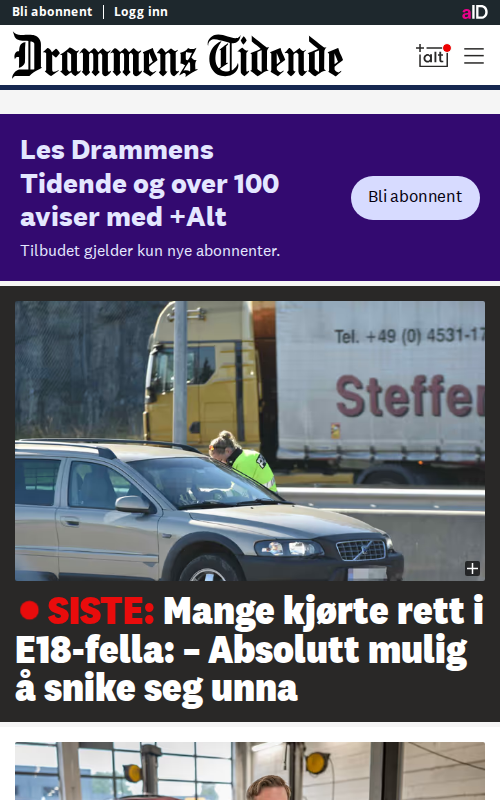 Bli abonnent
Logg inn
aID
Drammens Tidende
+alt
Les Drammens
Tidende og over 100
aviser med +Alt
Bli abonnent
Tilbudet gjelder kun nye abonnenter.
Tel. +49 (0) 4531-17
Steffer
SISTE: Mange kjørte rett i
E18-fella: – Absolutt mulig
å snike seg unna